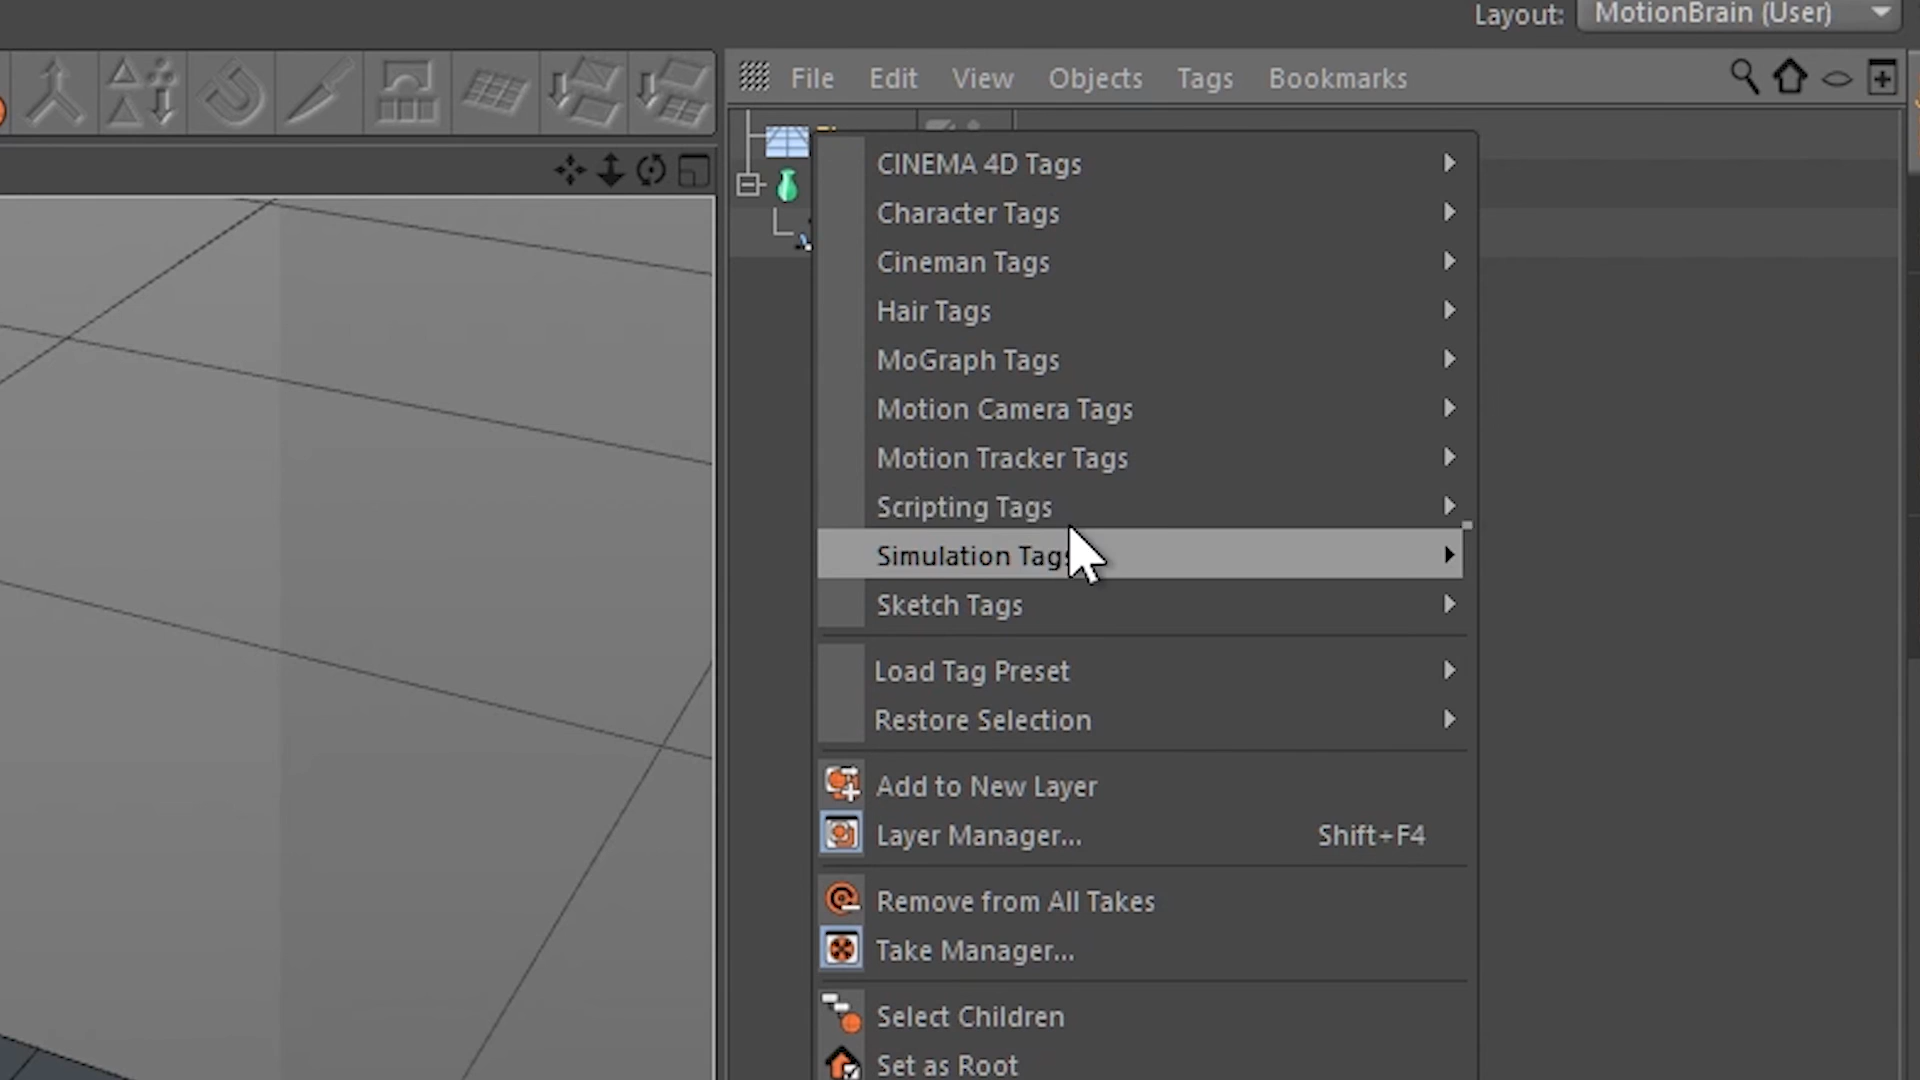 Layout: MotionBrain (User)
File Edit View Objects Tags Bookmarks
CINEMA 4D Tags
Character Tags
Cineman Tags
Hair Tags
MoGraph Tags
Motion Camera Tags
Motion Tracker Tags
Scripting Tags
Simulation Tags
Sketch Tags
Load Tag Preset
Restore Selection
Add to New Layer
Layer Manager... Shift+F4
Remove from All Takes
Take Manager...
Select Children
Set as Root